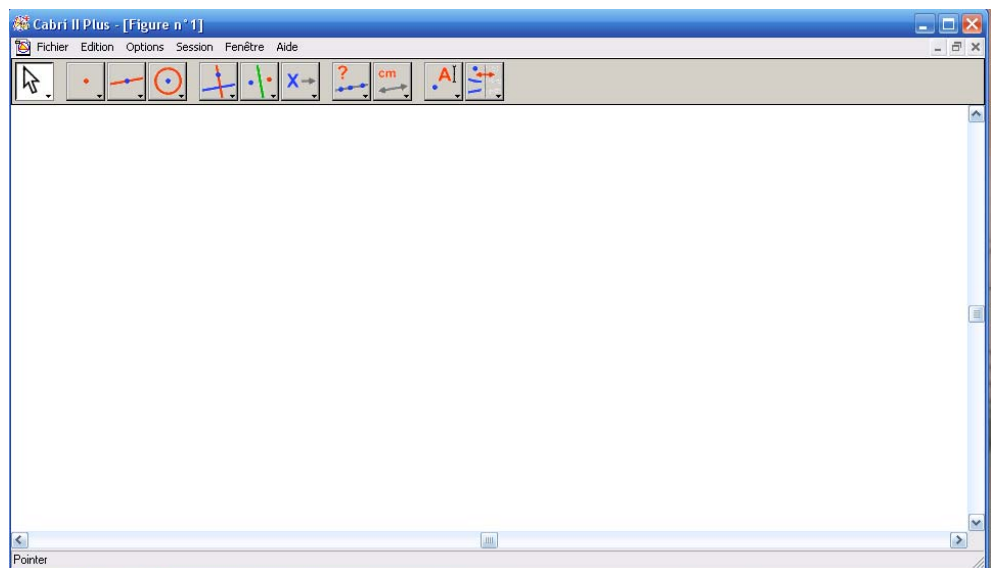 Cabri II Plus - [Figure n°1]
Fichier Edition Options Session Fenêtre Aide
X ? cm A
Pointer